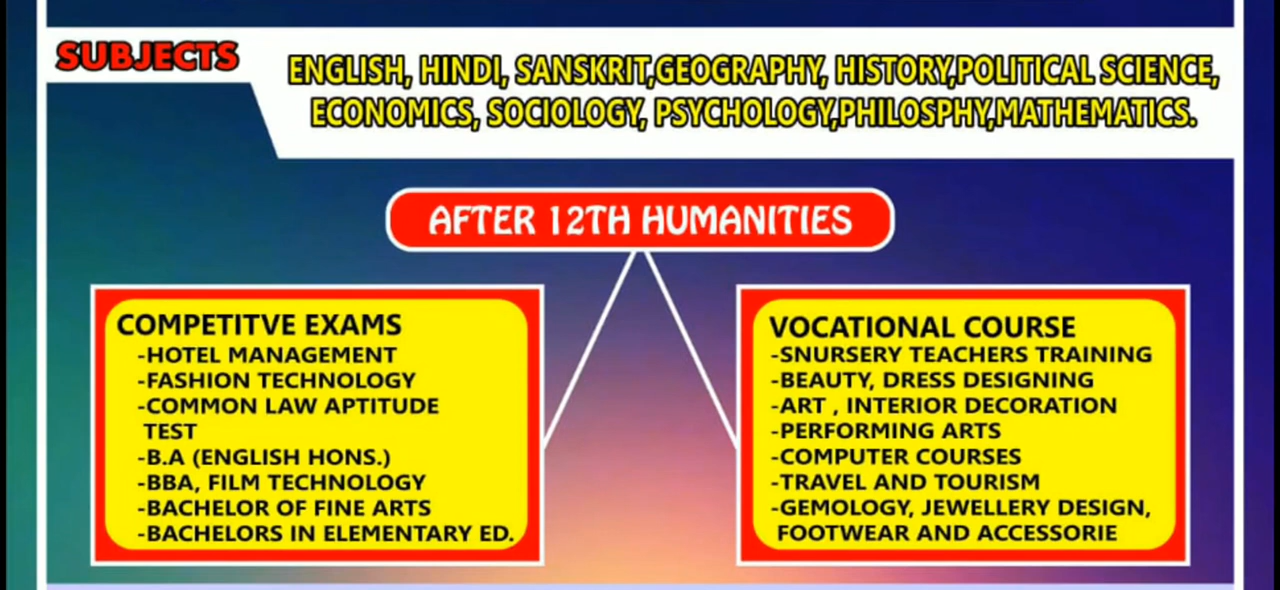 SUBJECTS
ENGLISH, HINDI, SANSKRIT,GEOGRAPHY, HISTORY,POLITICAL SCIENCE,
ECONOMICS, SOCIOLOGY, PSYCHOLOGY,PHILOSPHY,MATHEMATICS.
AFTER 12TH HUMANITIES
COMPETITVE EXAMS
-HOTEL MANAGEMENT
-FASHION TECHNOLOGY
-COMMON LAW APTITUDE
TEST
-B.A (ENGLISH HONS.)
-BBA, FILM TECHNOLOGY
-BACHELOR OF FINE ARTS
-BACHELORS IN ELEMENTARY ED.
VOCATIONAL COURSE
-SNURSERY TEACHERS TRAINING
-BEAUTY, DRESS DESIGNING
-ART , INTERIOR DECORATION
-PERFORMING ARTS
-COMPUTER COURSES
-TRAVEL AND TOURISM
-GEMOLOGY, JEWELLERY DESIGN,
FOOTWEAR AND ACCESSORIE